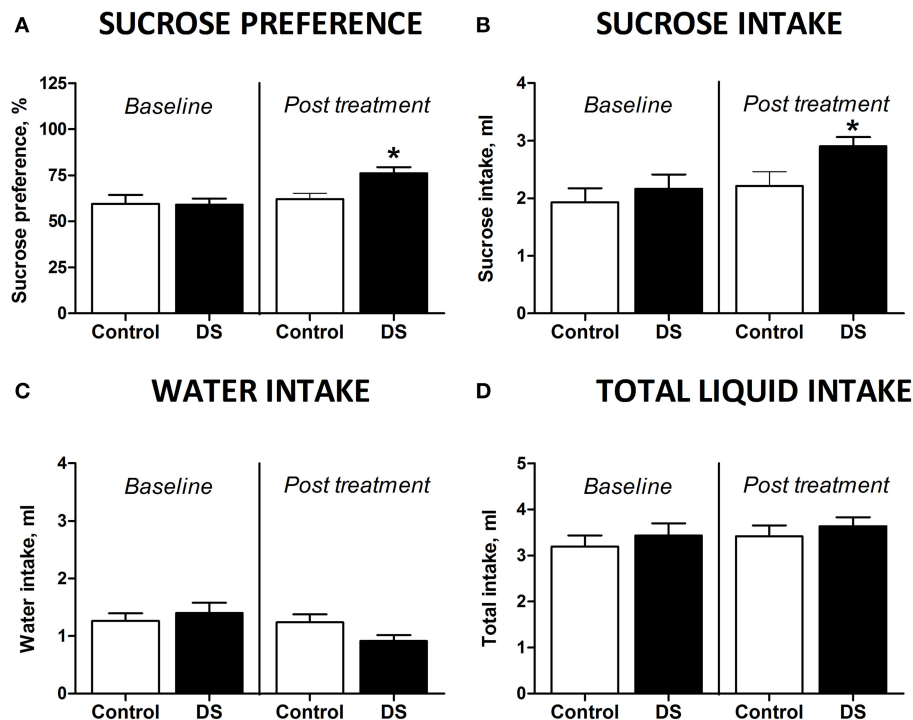 A SUCROSE PREFERENCE
Sucrose preference, %
125
100
75
50
25
0
Baseline
Post treatment
*
Control DS Control DS
B SUCROSE INTAKE
Sucrose intake, ml
4
3
2
1
0
Baseline
Post treatment
*
Control DS Control DS
C WATER INTAKE
Water intake, ml
4
3
2
1
0
Baseline
Post treatment
Control DS Control DS
D TOTAL LIQUID INTAKE
Total intake, ml
5
4
3
2
1
0
Baseline
Post treatment
Control DS Control DS